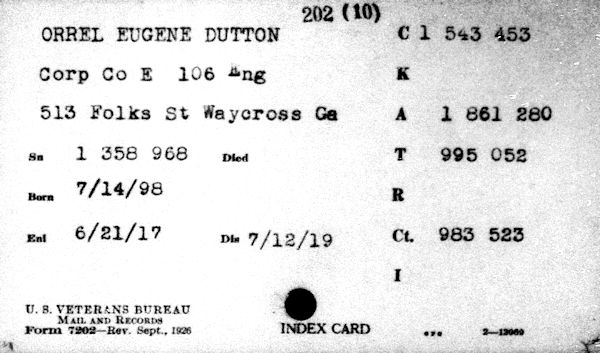 202 (10)
ORREL EUGENE DUTTON C 1 543 453
Corp Co E 106 Eng K
513 Folks St Waycross Ga A 1 861 280
Sn 1 358 968 Died T 995 052
Born 7/14/98 R
Enl 6/21/17 Dis 7/12/19 Ct. 983 523
I
U. S. VETERANS BUREAU
MAIL AND RECORDS
Form 7202—Rev. Sept., 1926 INDEX CARD GPO